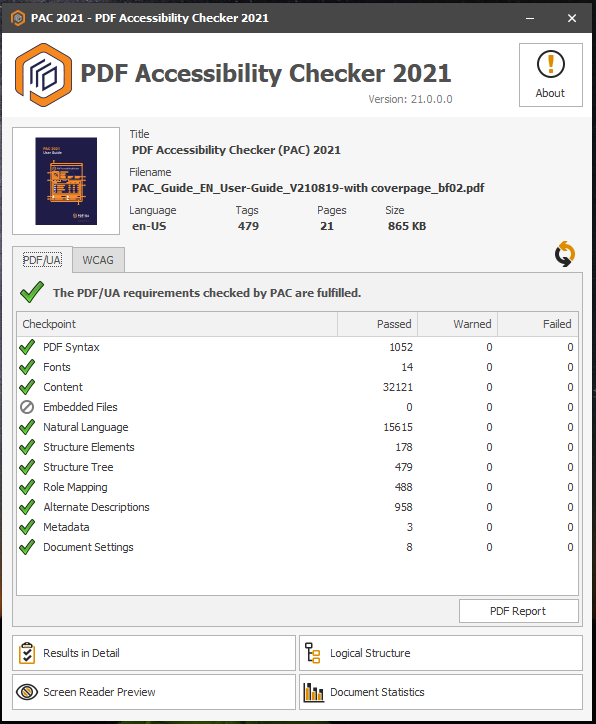 PAC 2021 - PDF Accessibility Checker 2021
PDF Accessibility Checker 2021
Version: 21.0.0.0
About
PAC 2021
User Guide
Title
PDF Accessibility Checker (PAC) 2021
Filename
PAC_Guide_EN_User-Guide_V210819-with coverpage_bf02.pdf
Language Tags Pages Size
en-US 479 21 865 KB
PDF/UA WCAG
The PDF/UA requirements checked by PAC are fulfilled.
Checkpoint Passed Warned Failed
PDF Syntax 1052 0 0
Fonts 14 0 0
Content 32121 0 0
Embedded Files 0 0 0
Natural Language 15615 0 0
Structure Elements 178 0 0
Structure Tree 479 0 0
Role Mapping 488 0 0
Alternate Descriptions 958 0 0
Metadata 3 0 0
Document Settings 8 0 0
PDF Report
Results in Detail Logical Structure
Screen Reader Preview Document Statistics